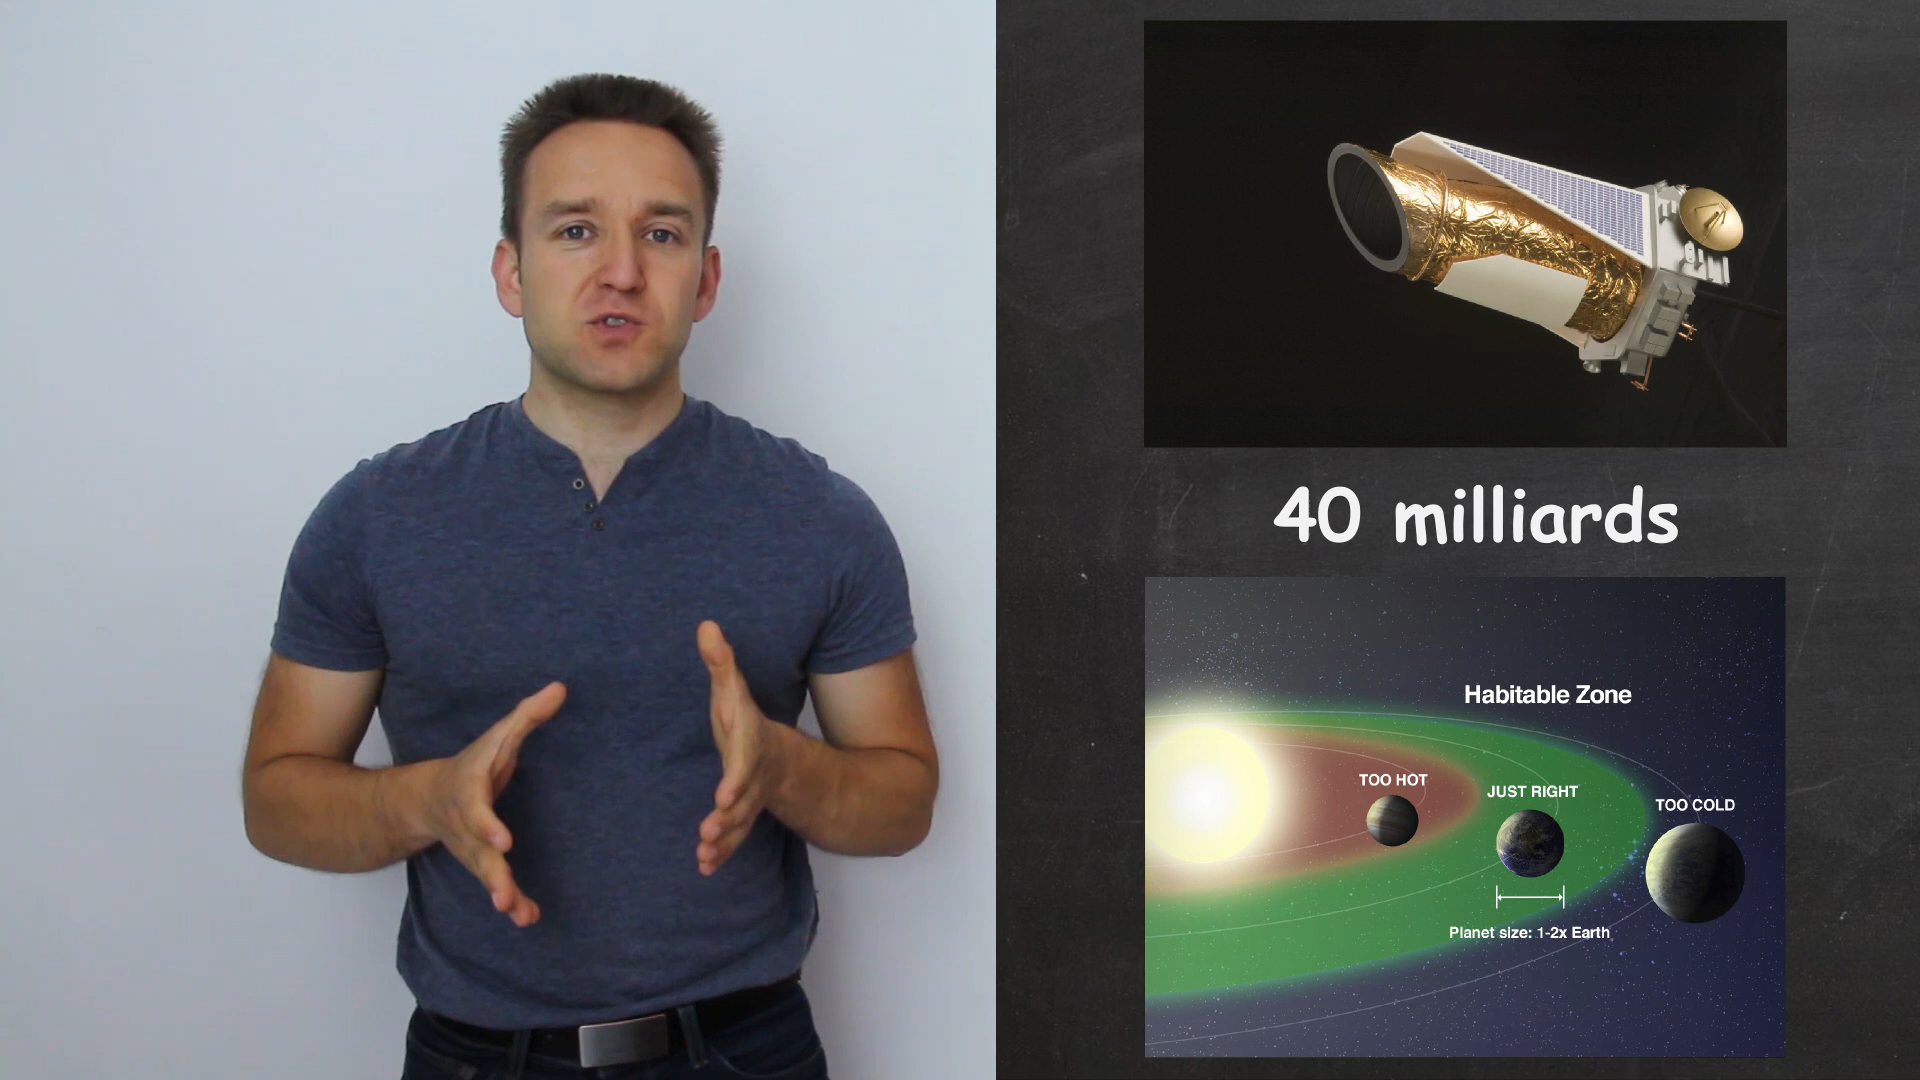 40 milliards
Habitable Zone
TOO HOT
JUST RIGHT
TOO COLD
Planet size: 1-2x Earth